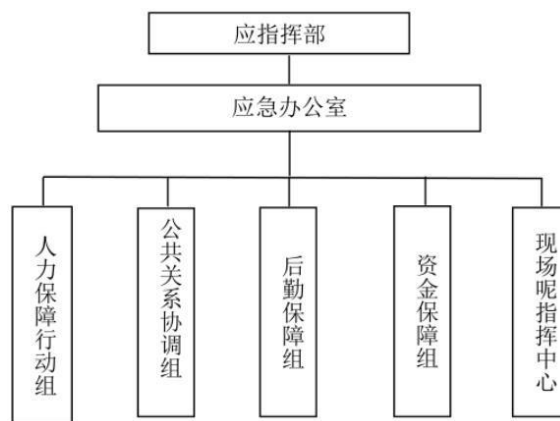 应指挥部
应急办公室
人力保障行动组
公共关系协调组
后勤保障组
资金保障组
现场呢指挥中心